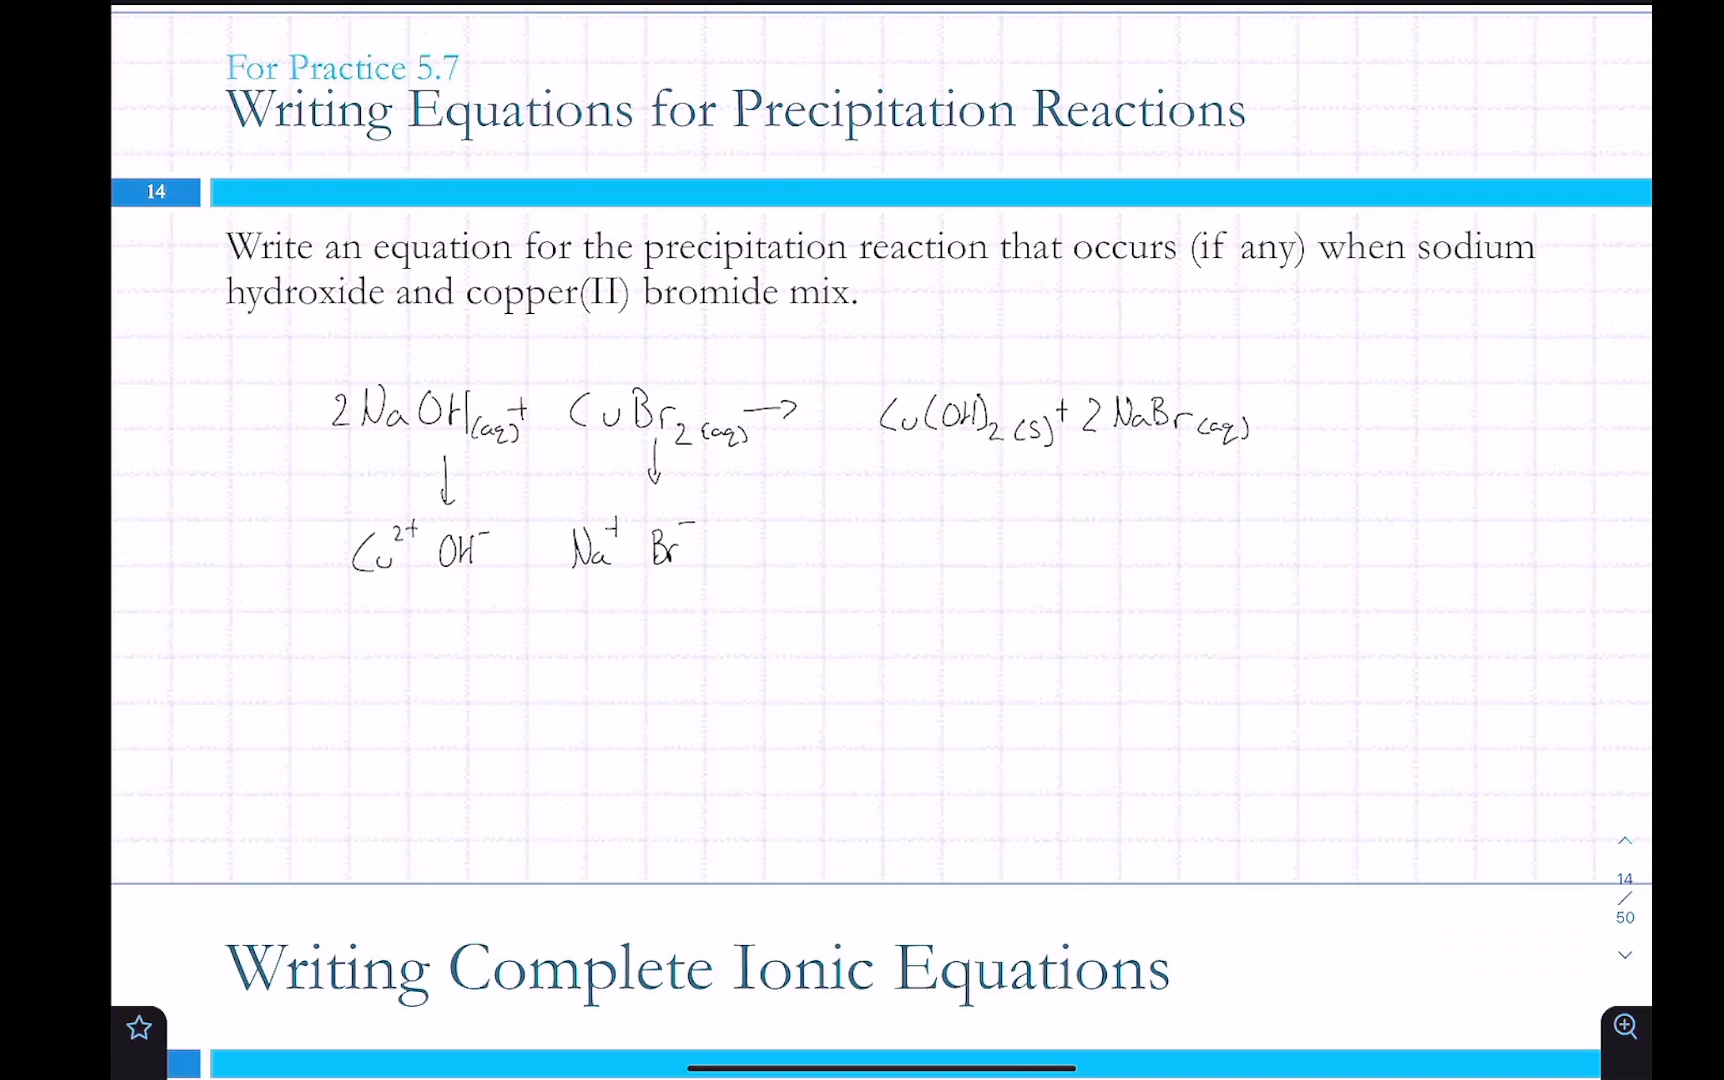 For Practice 5.7
Writing Equations for Precipitation Reactions
14
Write an equation for the precipitation reaction that occurs (if any) when sodium
hydroxide and copper(II) bromide mix.
2NaOH(aq) + CuBr₂(aq) → Cu(OH)₂(s) + 2NaBr(aq)
↓ ↓
Cu²⁺ OH⁻ Na⁺ Br⁻
14
/
50
Writing Complete Ionic Equations